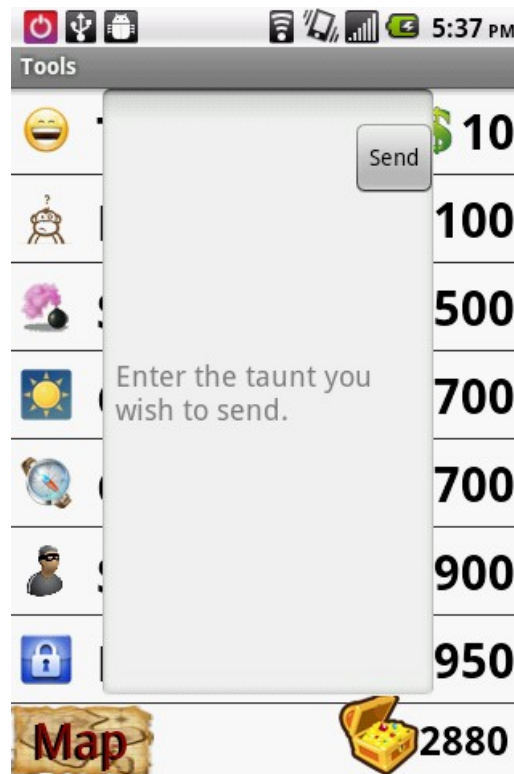 5:37 PM
Tools
10
Send
100
500
Enter the taunt you
wish to send.
700
700
900
950
Map
2880